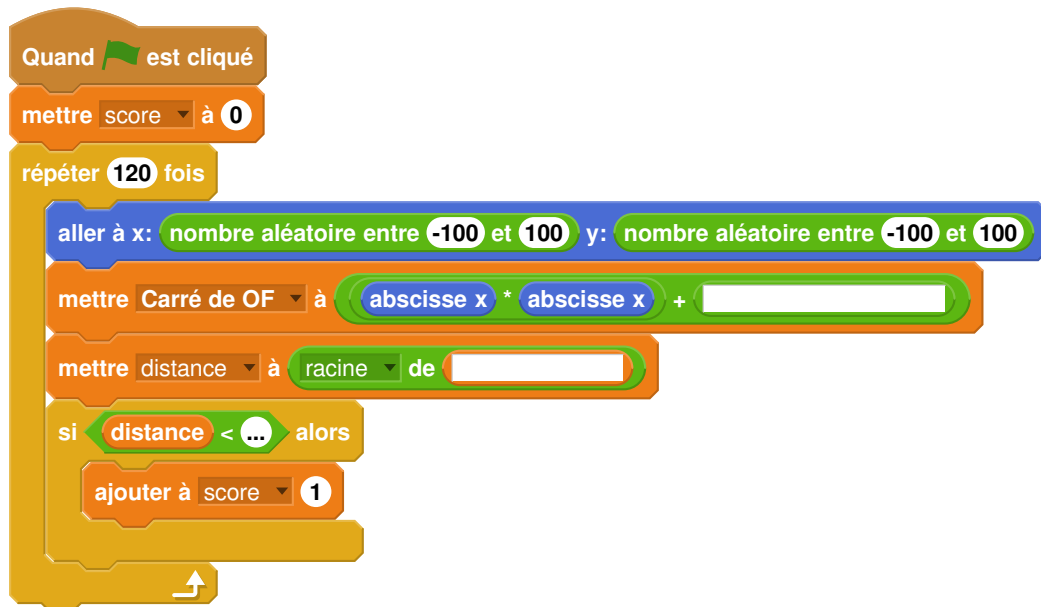 Quand est cliqué
mettre score à 0
répéter 120 fois
aller à x: nombre aléatoire entre -100 et 100 y: nombre aléatoire entre -100 et 100
mettre Carré de OF à abscisse x * abscisse x +
mettre distance à racine de
si distance < ... alors
ajouter à score 1